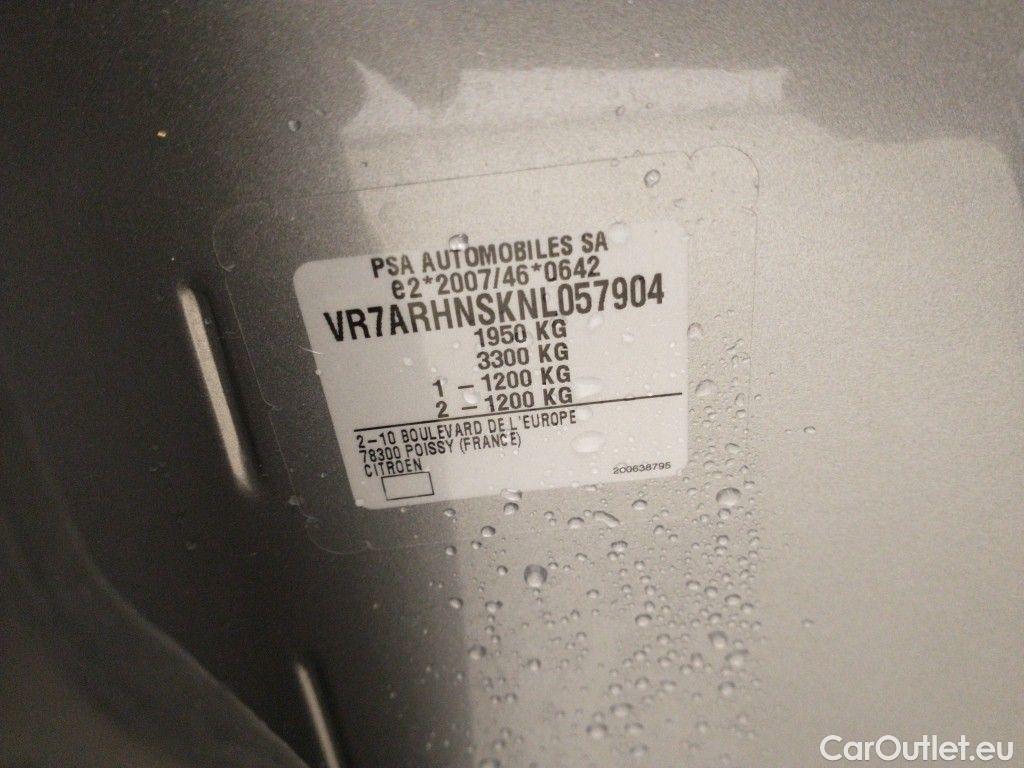 PSA AUTOMOBILES SA
e2*2007/46*0642
VR7ARHNSKNL057904
1950 KG
3300 KG
1 - 1200 KG
2 - 1200 KG
2-10 BOULEVARD DE L'EUROPE
78300 POISSY (FRANCE)
CITROEN
200638795
CarOutlet.eu